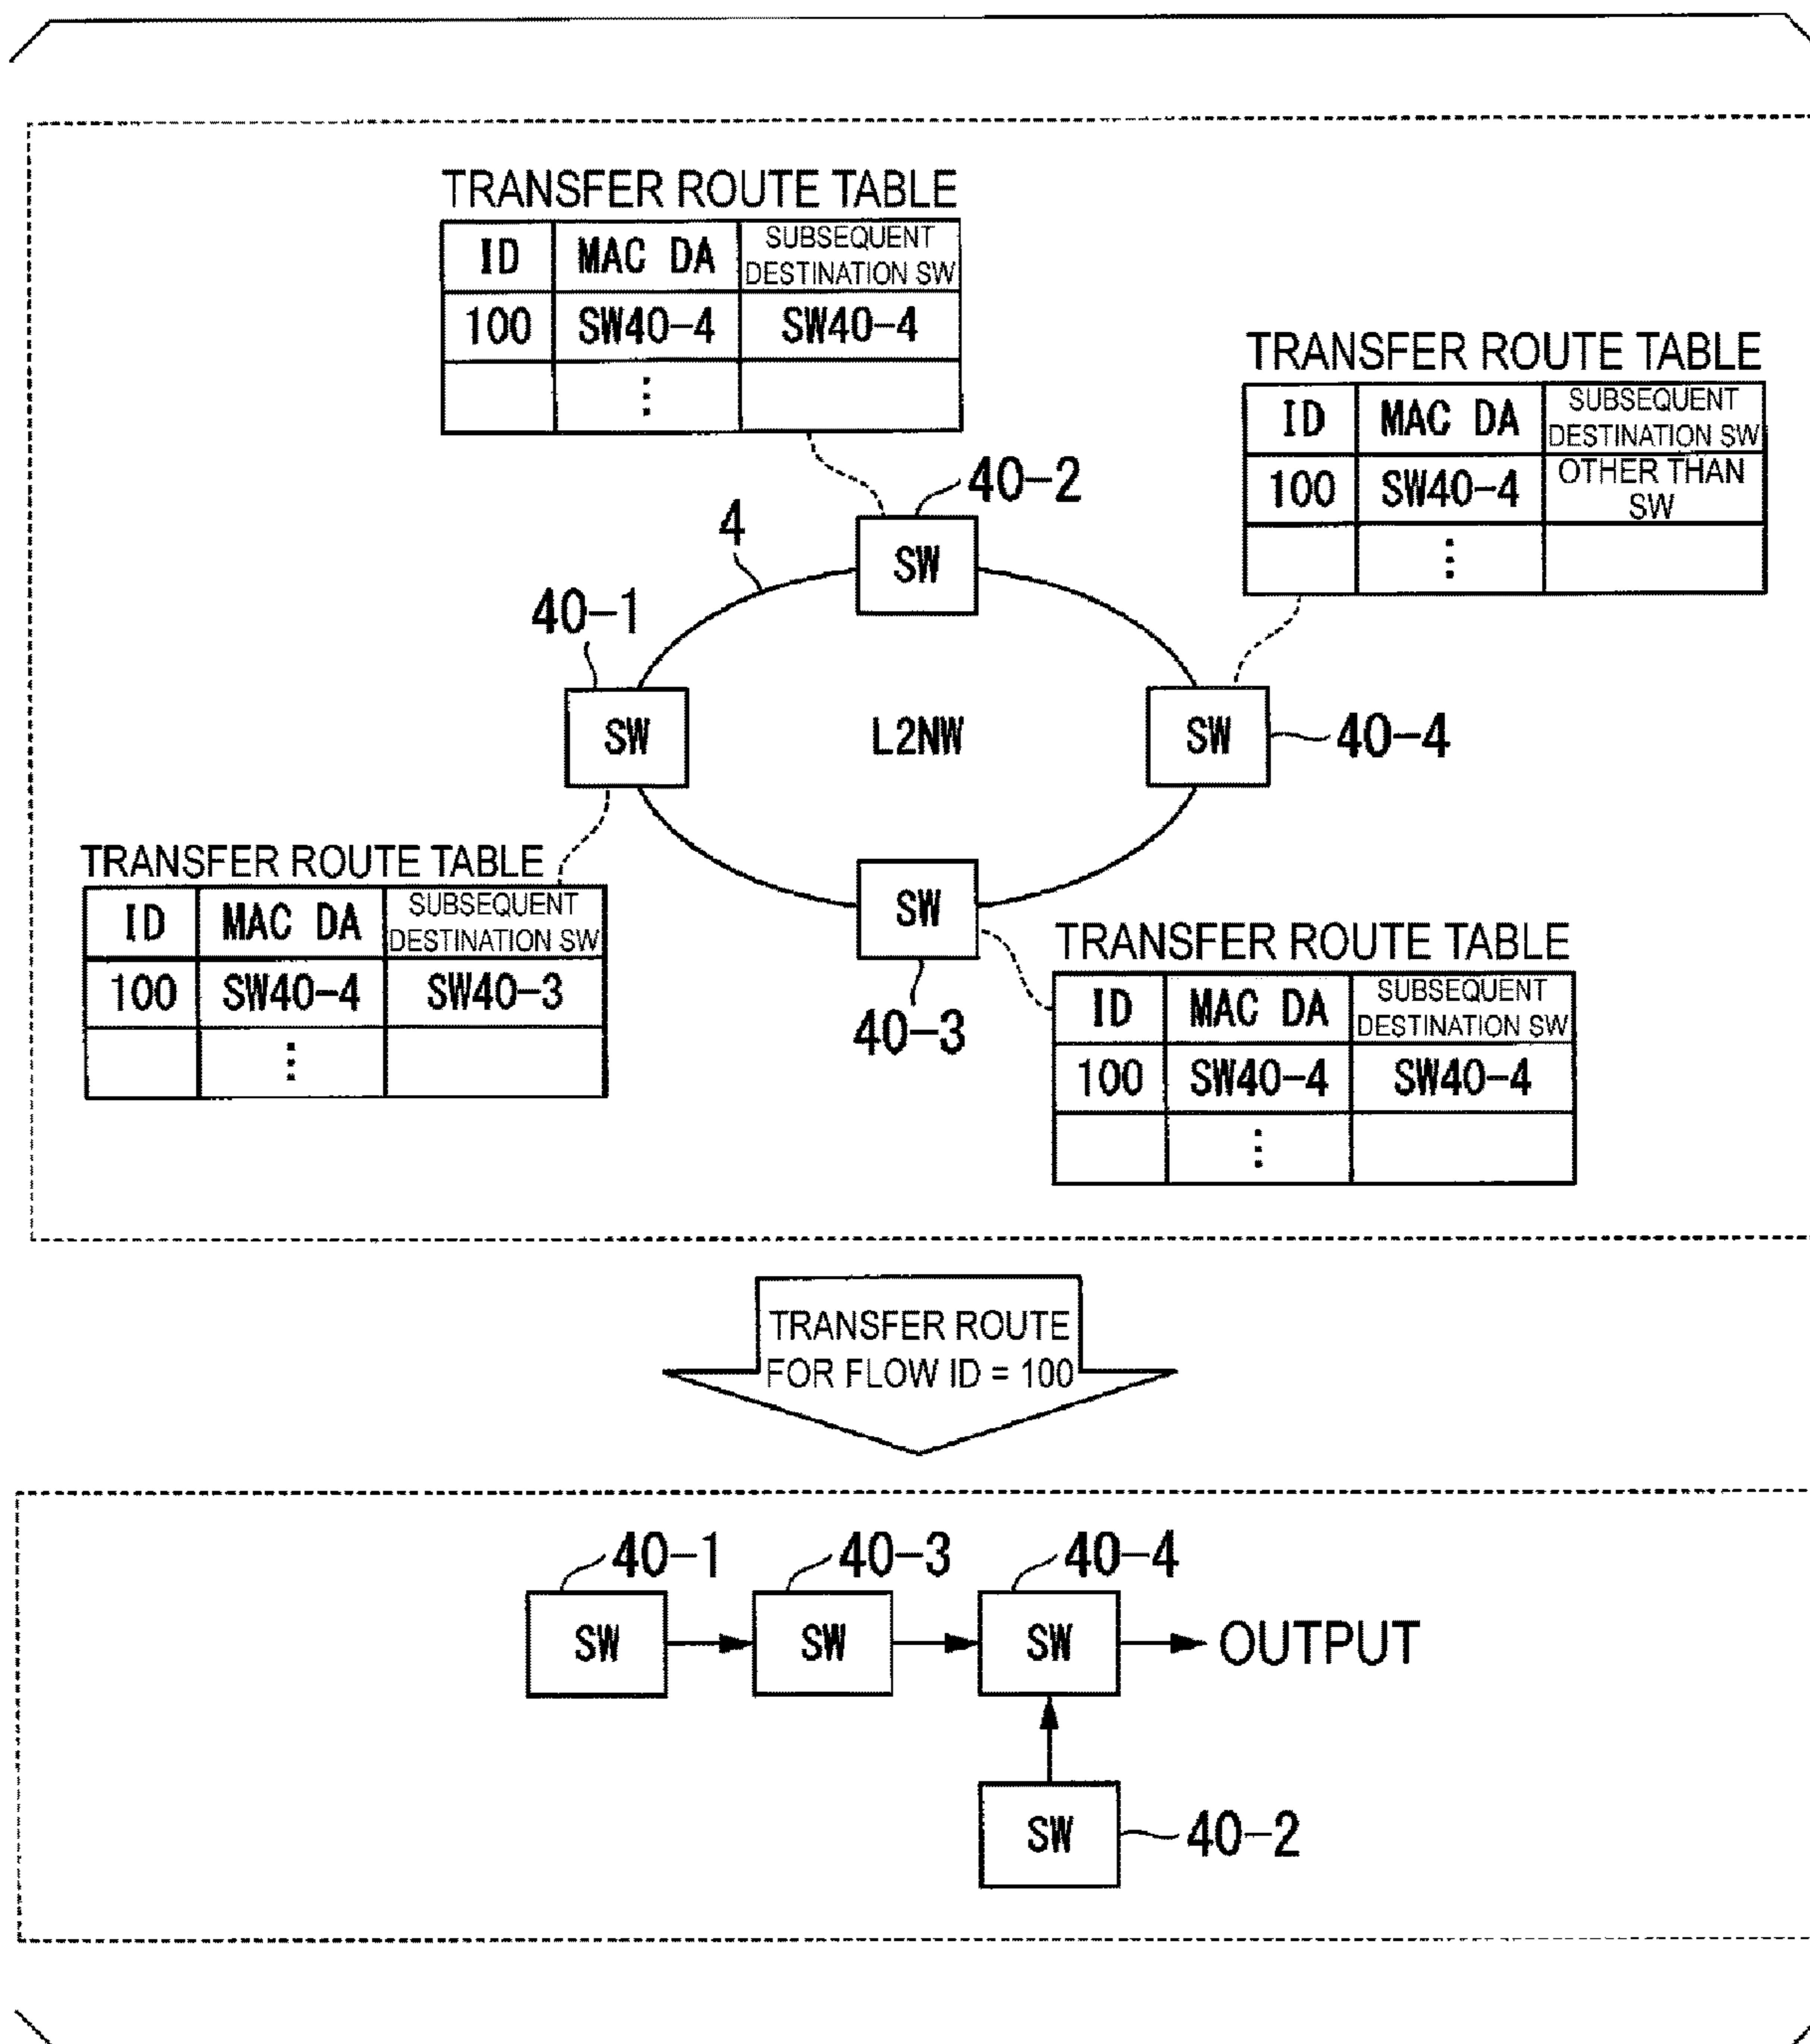 TRANSFER ROUTE TABLE
ID MAC DA SUBSEQUENT DESTINATION SW
100 SW40-4 SW40-4
⋮
TRANSFER ROUTE TABLE
ID MAC DA SUBSEQUENT DESTINATION SW
100 SW40-4 OTHER THAN SW
⋮
40-2
4
SW
40-1
SW
L2NW
SW
40-4
TRANSFER ROUTE TABLE
ID MAC DA SUBSEQUENT DESTINATION SW
100 SW40-4 SW40-3
⋮
SW
40-3
TRANSFER ROUTE TABLE
ID MAC DA SUBSEQUENT DESTINATION SW
100 SW40-4 SW40-4
⋮
TRANSFER ROUTE
FOR FLOW ID = 100
40-1 40-3 40-4
SW SW SW OUTPUT
SW 40-2